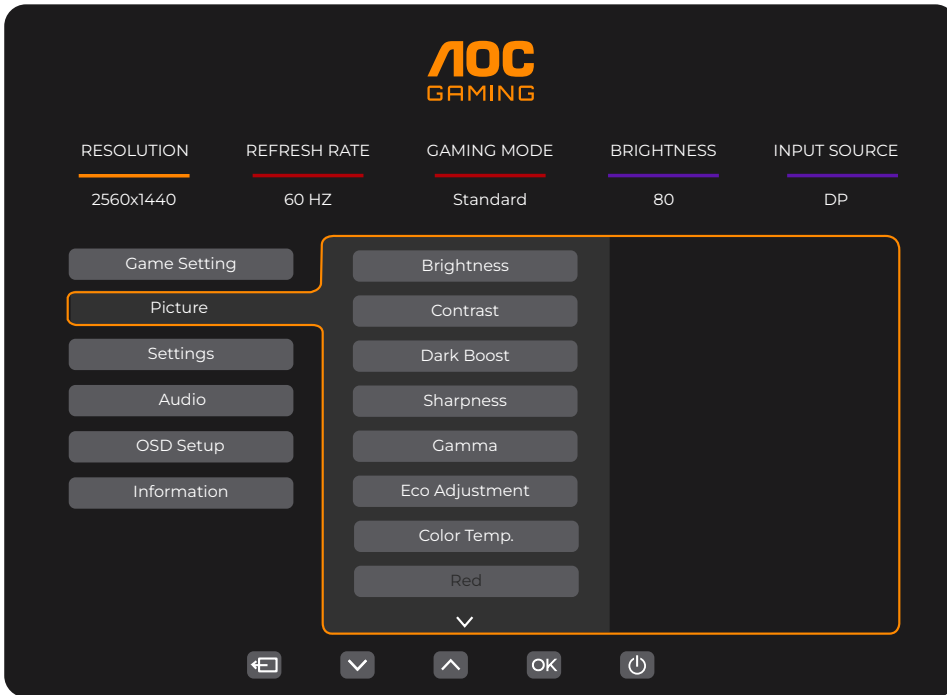 AOC
GAMING
RESOLUTION REFRESH RATE GAMING MODE BRIGHTNESS INPUT SOURCE
2560x1440 60 HZ Standard 80 DP
Game Setting
Picture
Settings
Audio
OSD Setup
Information
Brightness
Contrast
Dark Boost
Sharpness
Gamma
Eco Adjustment
Color Temp.
Red
OK